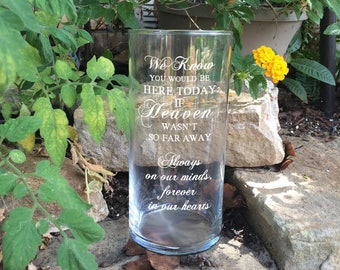 We Know
YOU WOULD BE
HERE TODAY
IF
Heaven
WASN'T
SO FAR AWAY
Always
on our minds,
forever
in our hearts